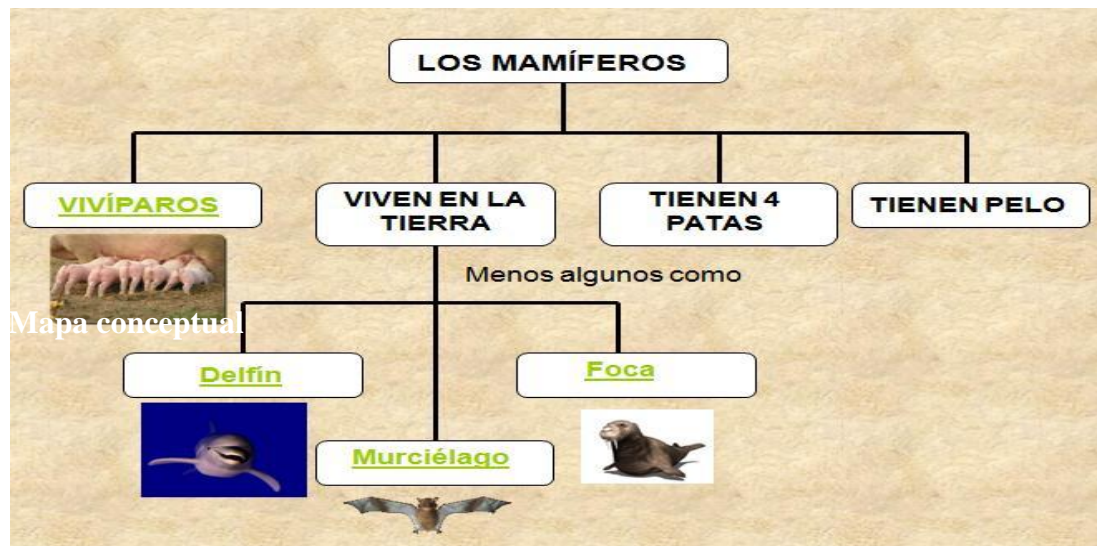 LOS MAMÍFEROS
VIVÍPAROS
VIVEN EN LA
TIERRA
TIENEN 4
PATAS
TIENEN PELO
Menos algunos como
Mapa conceptual
Delfín
Foca
Murciélago